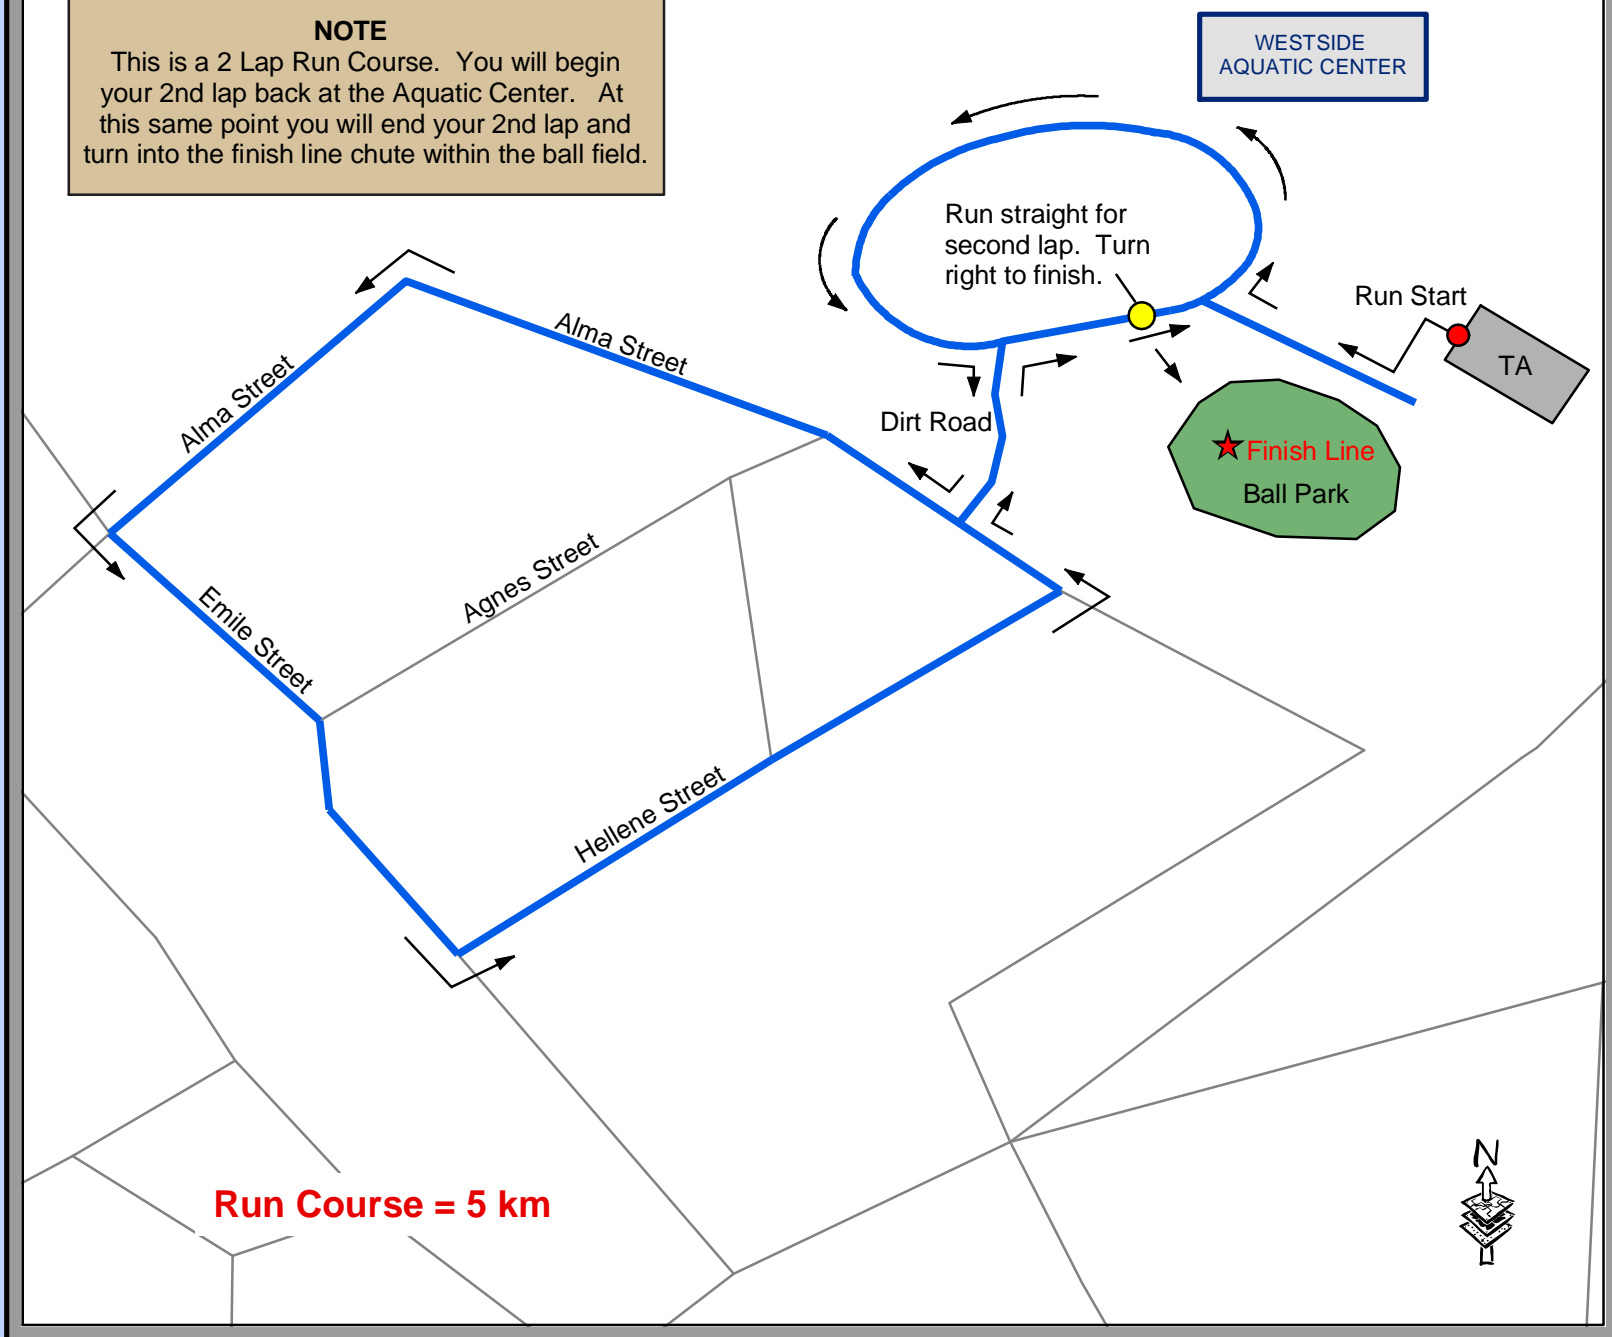 NOTE
This is a 2 Lap Run Course. You will begin
your 2nd lap back at the Aquatic Center. At
this same point you will end your 2nd lap and
turn into the finish line chute within the ball field.
WESTSIDE
AQUATIC CENTER
Run straight for
second lap. Turn
right to finish.
Run Start
TA
Alma Street
Alma Street
Dirt Road
Finish Line
Ball Park
Agnes Street
Emile Street
Hellene Street
Run Course = 5 km
N